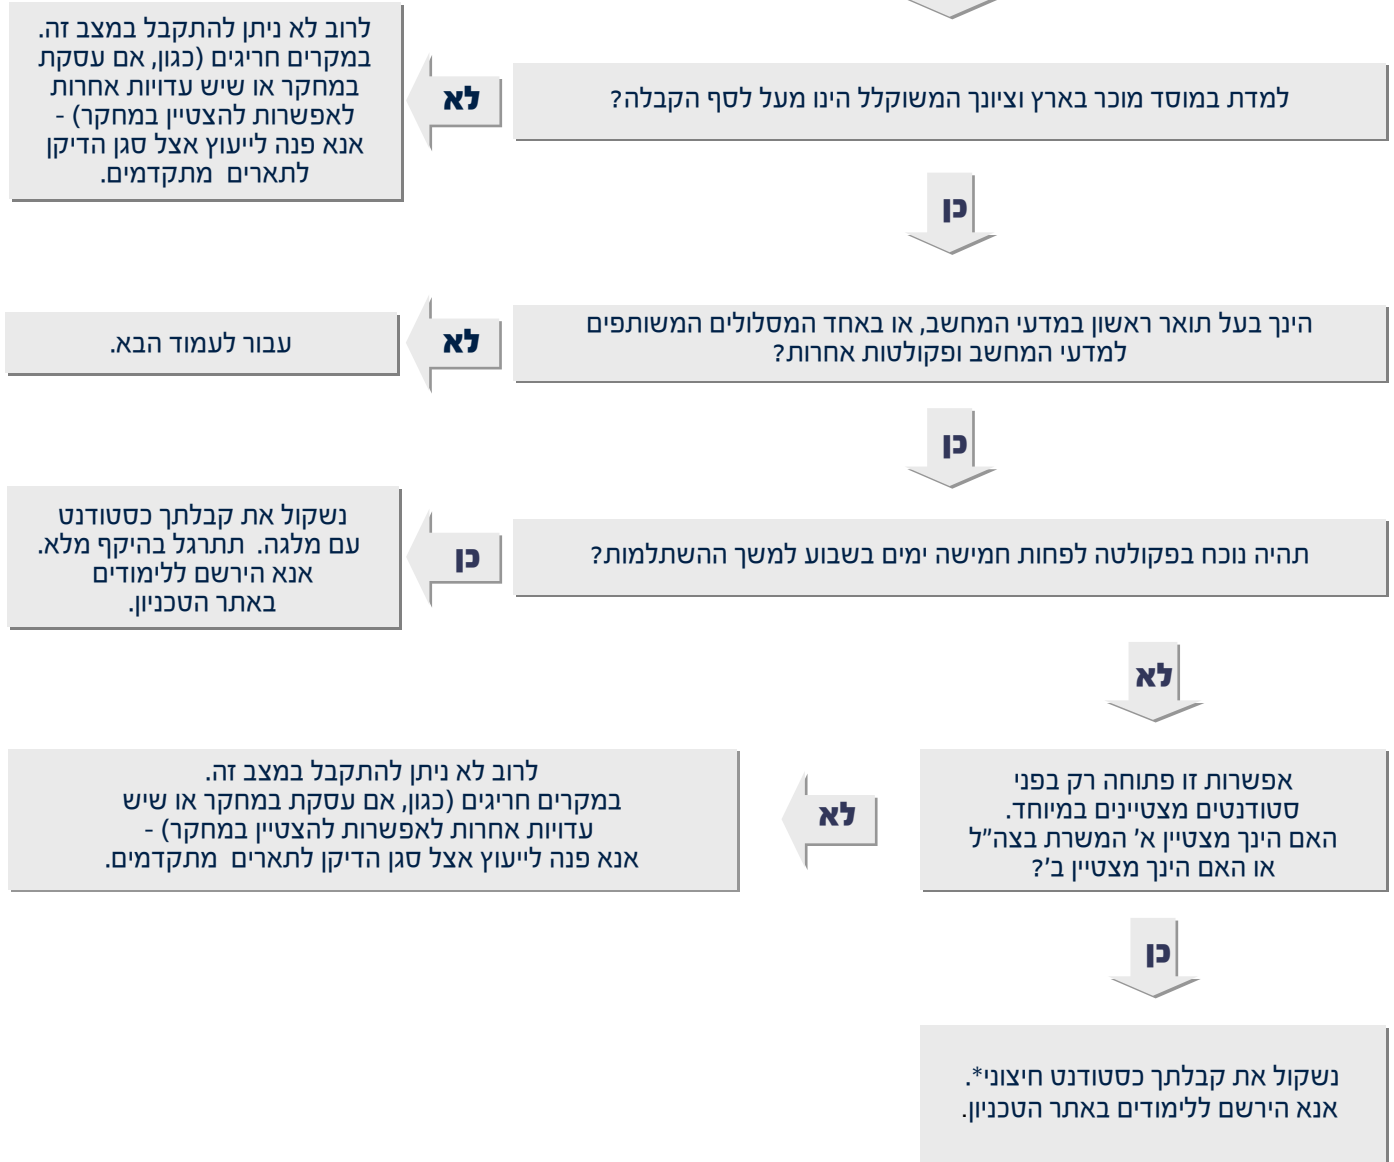 למדת במוסד מוכר בארץ וציונך המשוקלל הינו מעל לסף הקבלה?
לא
לרוב לא ניתן להתקבל במצב זה.
במקרים חריגים (כגון, אם עסקת
במחקר או שיש עדויות אחרות
לאפשרות להצטיין במחקר) -
אנא פנה לייעוץ אצל סגן הדיקן
לתארים  מתקדמים.
כן
הינך בעל תואר ראשון במדעי המחשב, או באחד המסלולים המשותפים
למדעי המחשב ופקולטות אחרות?
לא
עבור לעמוד הבא.
כן
תהיה נוכח בפקולטה לפחות חמישה ימים בשבוע למשך ההשתלמות?
כן
נשקול את קבלתך כסטודנט
עם מלגה.  תתרגל בהיקף מלא.
אנא הירשם ללימודים
באתר הטכניון.
לא
אפשרות זו פתוחה רק בפני
סטודנטים מצטיינים במיוחד.
האם הינך מצטיין א' המשרת בצה"ל
או האם הינך מצטיין ב'?
לא
לרוב לא ניתן להתקבל במצב זה.
במקרים חריגים (כגון, אם עסקת במחקר או שיש
עדויות אחרות לאפשרות להצטיין במחקר) -
אנא פנה לייעוץ אצל סגן הדיקן לתארים  מתקדמים.
כן
נשקול את קבלתך כסטודנט חיצוני*.
אנא הירשם ללימודים באתר הטכניון.